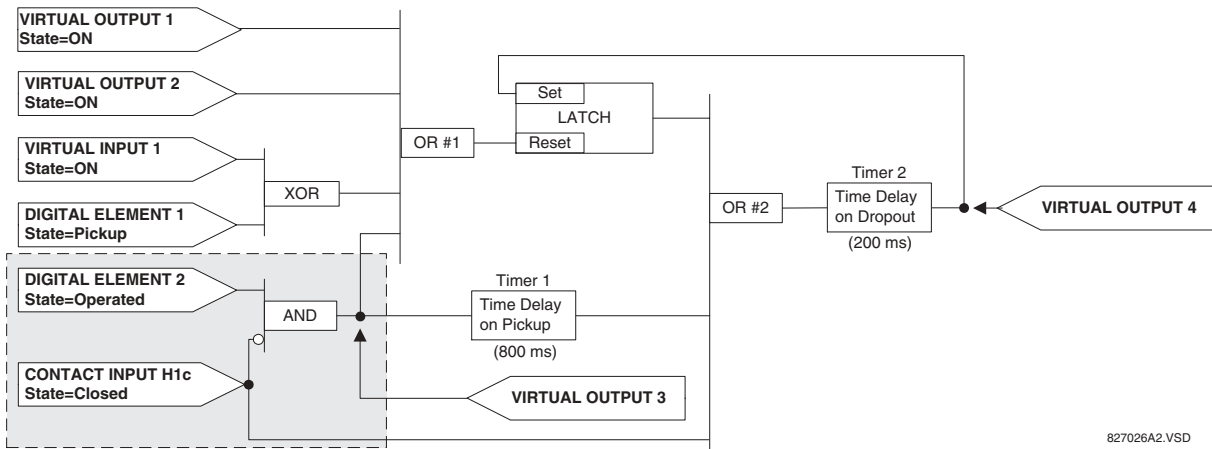 VIRTUAL OUTPUT 1
State=ON
VIRTUAL OUTPUT 2
State=ON
VIRTUAL INPUT 1
State=ON
DIGITAL ELEMENT 1
State=Pickup
DIGITAL ELEMENT 2
State=Operated
CONTACT INPUT H1c
State=Closed
XOR
AND
OR #1
Set
LATCH
Reset
Timer 1
Time Delay
on Pickup
(800 ms)
VIRTUAL OUTPUT 3
OR #2
Timer 2
Time Delay
on Dropout
(200 ms)
VIRTUAL OUTPUT 4
827026A2.VSD